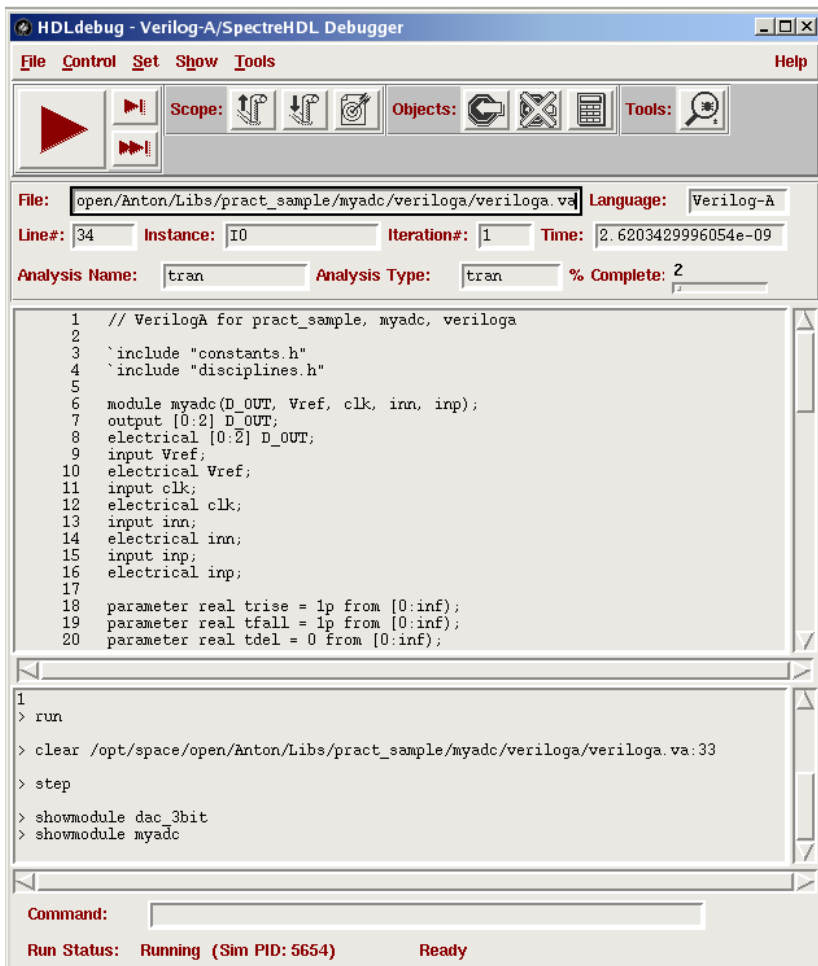 HDLdebug - Verilog-A/SpectreHDL Debugger
File Control Set Show Tools Help
Scope: Objects: Tools:
File: open/Anton/Libs/pract_sample/myadc/veriloga/veriloga.va Language: Verilog-A
Line#: 34 Instance: I0 Iteration#: 1 Time: 2.6203429996054e-09
Analysis Name: tran Analysis Type: tran % Complete: 2
1 // VerilogA for pract_sample, myadc, veriloga
2
3 `include "constants.h"
4 `include "disciplines.h"
5
6 module myadc(D_OUT, Vref, clk, inn, inp);
7 output [0:2] D_OUT;
8 electrical [0:2] D_OUT;
9 input Vref;
10 electrical Vref;
11 input clk;
12 electrical clk;
13 input inn;
14 electrical inn;
15 input inp;
16 electrical inp;
17
18 parameter real trise = 1p from [0:inf);
19 parameter real tfall = 1p from [0:inf);
20 parameter real tdel = 0 from [0:inf);
1
> run
> clear /opt/space/open/Anton/Libs/pract_sample/myadc/veriloga/veriloga.va:33
> step
> showmodule dac_3bit
> showmodule myadc
Command:
Run Status: Running (Sim PID: 5654) Ready